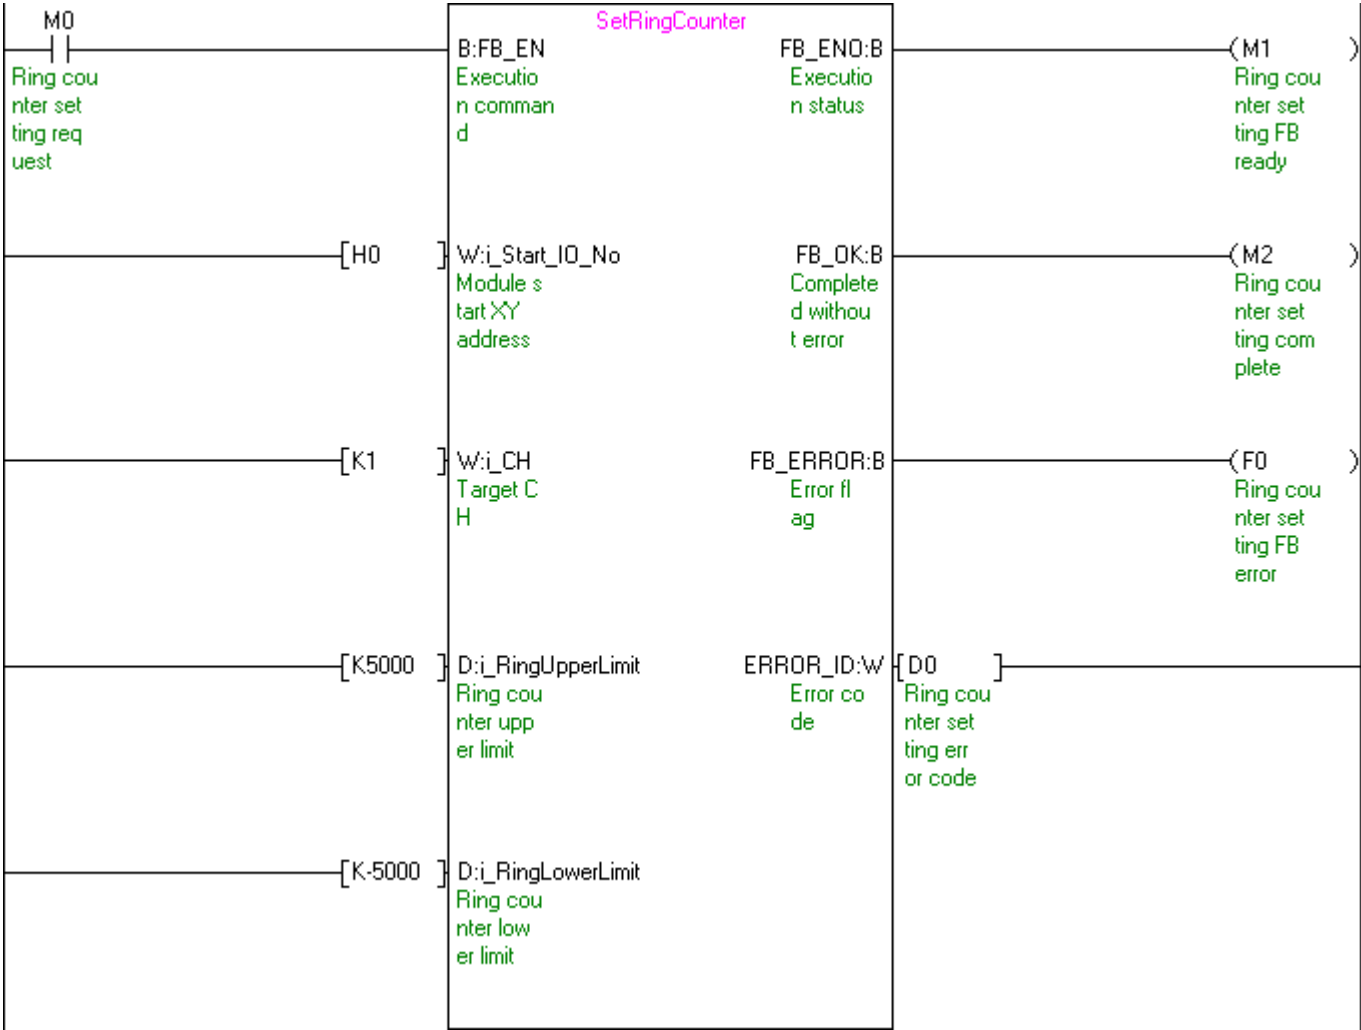 M0
SetRingCounter
B:FB_EN
FB_ENO:B
(M1 )
Ring cou
nter set
ting req
uest
Executio
n comman
d
Executio
n status
Ring cou
nter set
ting FB
ready
[H0 ]
W:i_Start_IO_No
FB_OK:B
(M2 )
Module s
tart XY
address
Complete
d withou
t error
Ring cou
nter set
ting com
plete
[K1 ]
W:i_CH
FB_ERROR:B
(F0 )
Target C
H
Error fl
ag
Ring cou
nter set
ting FB
error
[K5000 ]
D:i_RingUpperLimit
ERROR_ID:W
[D0 ]
Ring cou
nter upp
er limit
Error co
de
Ring cou
nter set
ting err
or code
[K-5000 ]
D:i_RingLowerLimit
Ring cou
nter low
er limit